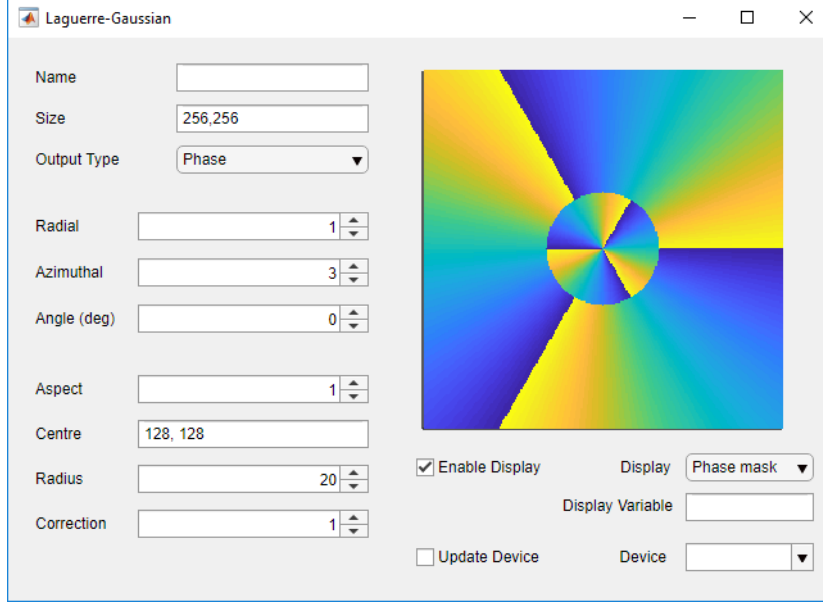 Laguerre-Gaussian
Name
Size 256,256
Output Type Phase
Radial 1
Azimuthal 3
Angle (deg) 0
Aspect 1
Centre 128, 128
Radius 20
Correction 1
Enable Display Display Phase mask
Display Variable
Update Device Device